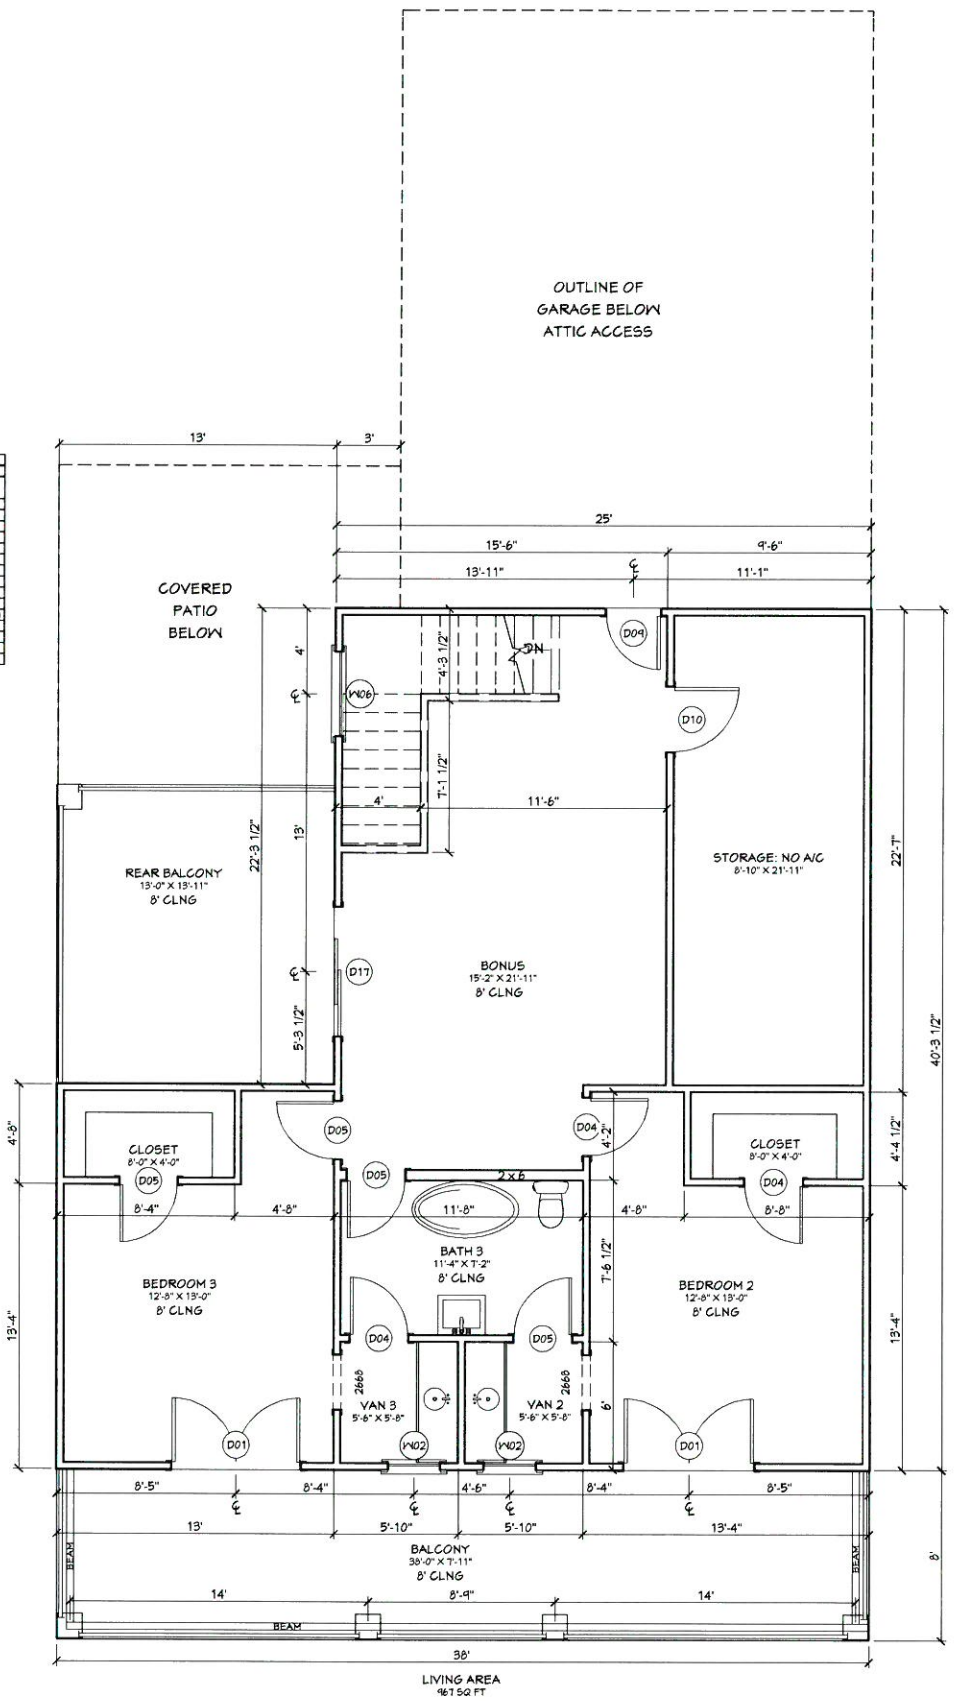 OUTLINE OF
GARAGE BELOW
ATTIC ACCESS
13'
3'
25'
15'-6"
9'-6"
13'-11"
11'-1"
COVERED
PATIO
BELOW
4'
4'-3 1/2"
DN
D09
W06
D10
7'-1 1/2"
4'
11'-6"
22'-3 1/2"
13'
22'-7"
REAR BALCONY
13'-0" X 13'-11"
8' CLNG
STORAGE: NO A/C
8'-10" X 21'-11"
BONUS
15'-2" X 21'-11"
8' CLNG
D17
5'-3 1/2"
40'-3 1/2"
4'-8"
CLOSET
8'-0" X 4'-0"
D05
D05
D05
D04
4'-2"
CLOSET
8'-0" X 4'-0"
D04
4'-4 1/2"
2 x 6
8'-4"
4'-8"
11'-8"
4'-8"
8'-8"
BATH 3
11'-4" X 7'-2"
8' CLNG
7'-6 1/2"
BEDROOM 3
12'-8" X 13'-0"
8' CLNG
BEDROOM 2
12'-8" X 13'-0"
8' CLNG
13'-4"
13'-4"
D04
D05
2668
2668
VAN 3
5'-6" X 5'-8"
VAN 2
5'-6" X 5'-8"
6'
D01
W02
W02
D01
8'-5"
8'-4"
4'-6"
8'-4"
8'-5"
13'
5'-10"
5'-10"
13'-4"
BALCONY
38'-0" X 7'-11"
8' CLNG
BEAM
BEAM
8'
14'
8'-9"
14'
BEAM
38'
LIVING AREA
967 SQ FT